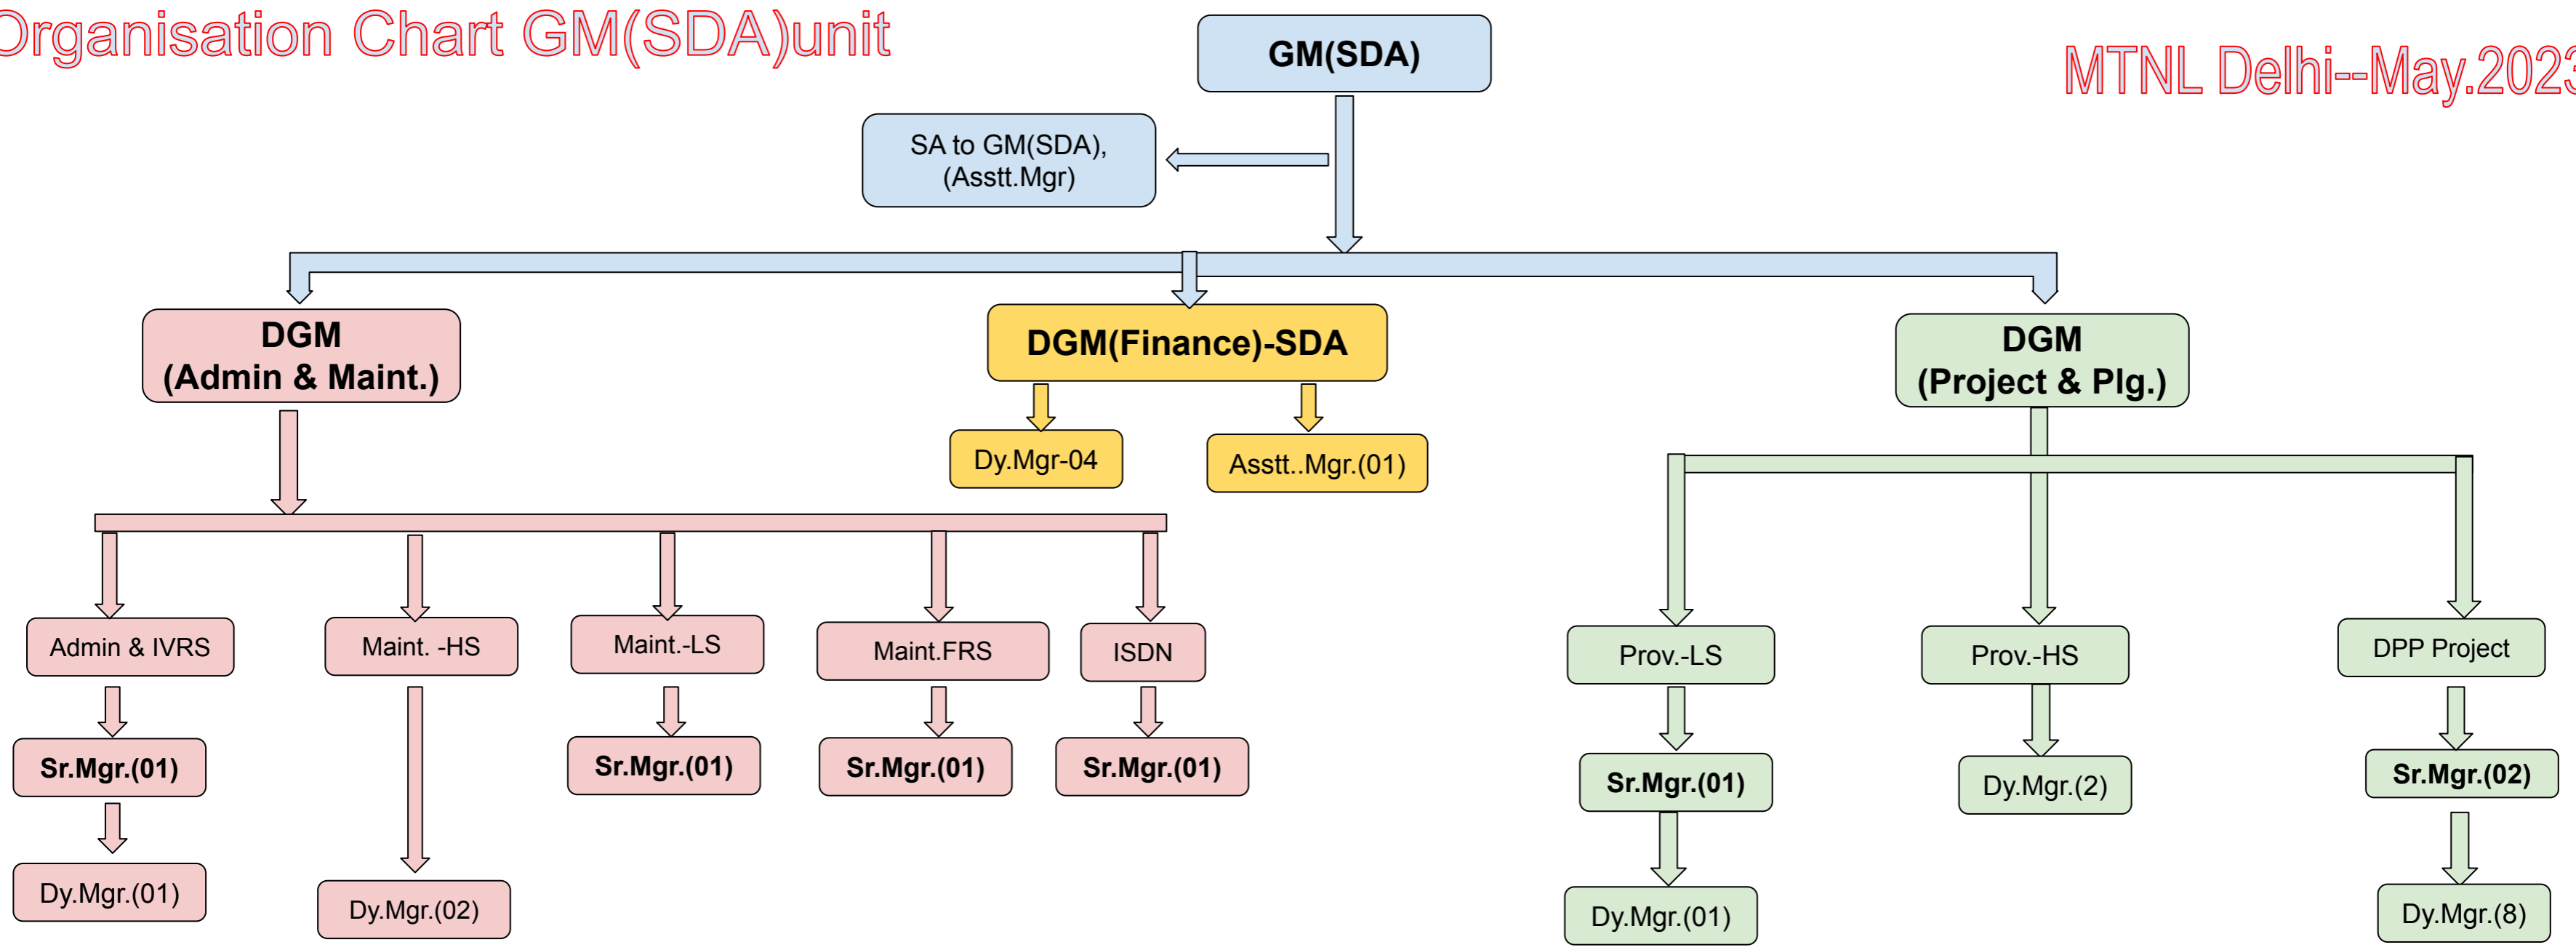 Organisation Chart GM(SDA)unit
MTNL Delhi--May.2023
GM(SDA)
SA to GM(SDA),
(Asstt.Mgr)
DGM
(Admin & Maint.)
DGM(Finance)-SDA
DGM
(Project & Plg.)
Dy.Mgr-04
Asstt..Mgr.(01)
Admin & IVRS
Maint. -HS
Maint.-LS
Maint.FRS
ISDN
Prov.-LS
Prov.-HS
DPP Project
Sr.Mgr.(01)
Sr.Mgr.(01)
Sr.Mgr.(01)
Sr.Mgr.(01)
Sr.Mgr.(01)
Dy.Mgr.(2)
Sr.Mgr.(02)
Dy.Mgr.(01)
Dy.Mgr.(02)
Dy.Mgr.(01)
Dy.Mgr.(8)